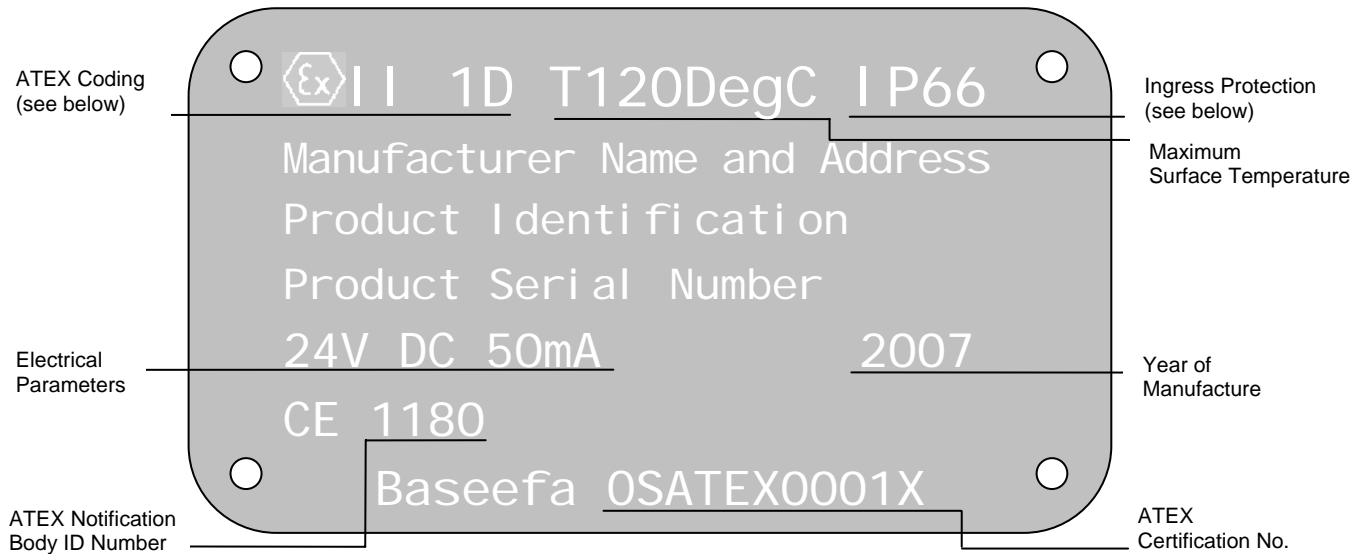 ATEX Coding
(see below)
Ex II 1D T120DegC IP66
Ingress Protection
(see below)
Maximum
Surface Temperature
Manufacturer Name and Address
Product Identification
Product Serial Number
Electrical
Parameters
24V DC 50mA 2007
Year of
Manufacture
CE 1180
Baseefa 0SATEX0001X
ATEX Notification
Body ID Number
ATEX
Certification No.